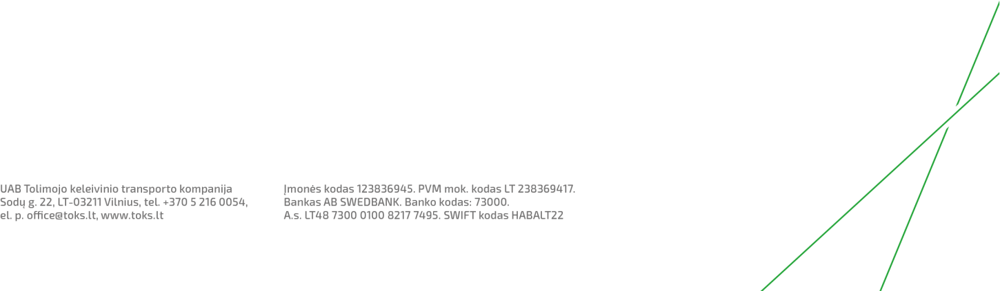 UAB Tolimojo keleivinio transporto kompanija
Sodų g. 22, LT-03211 Vilnius, tel. +370 5 216 0054,
el. p. office@toks.lt, www.toks.lt
Įmonės kodas 123836945. PVM mok. kodas LT 238369417.
Bankas AB SWEDBANK. Banko kodas: 73000.
A.s. LT48 7300 0100 8217 7495. SWIFT kodas HABALT22